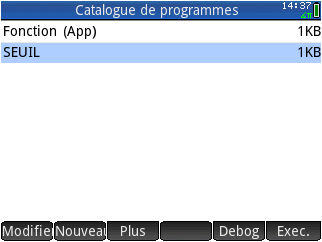 Catalogue de programmes 14:37
Fonction (App) 1KB
SEUIL 1KB
Modifie Nouveau Plus Debog Exec.